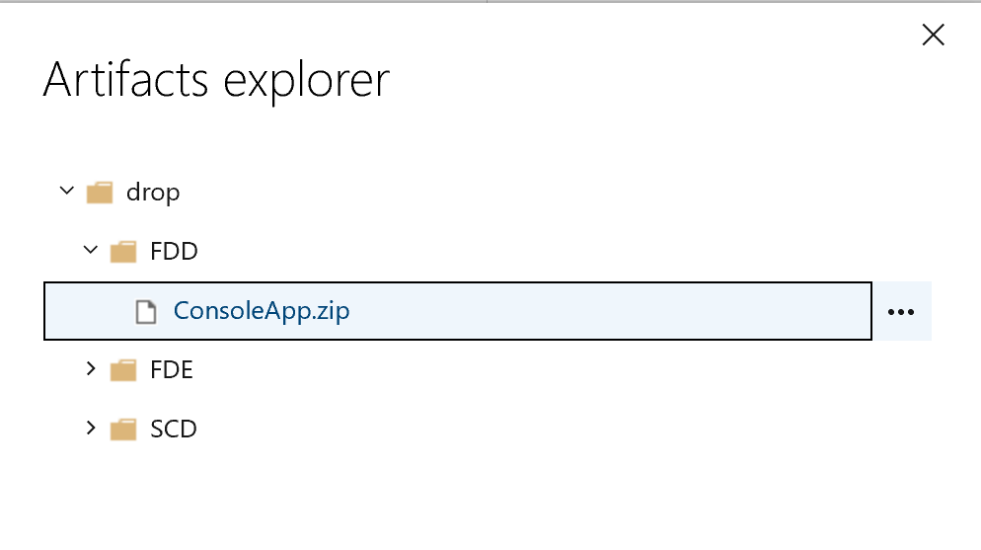 Artifacts explorer
drop
FDD
ConsoleApp.zip
FDE
SCD